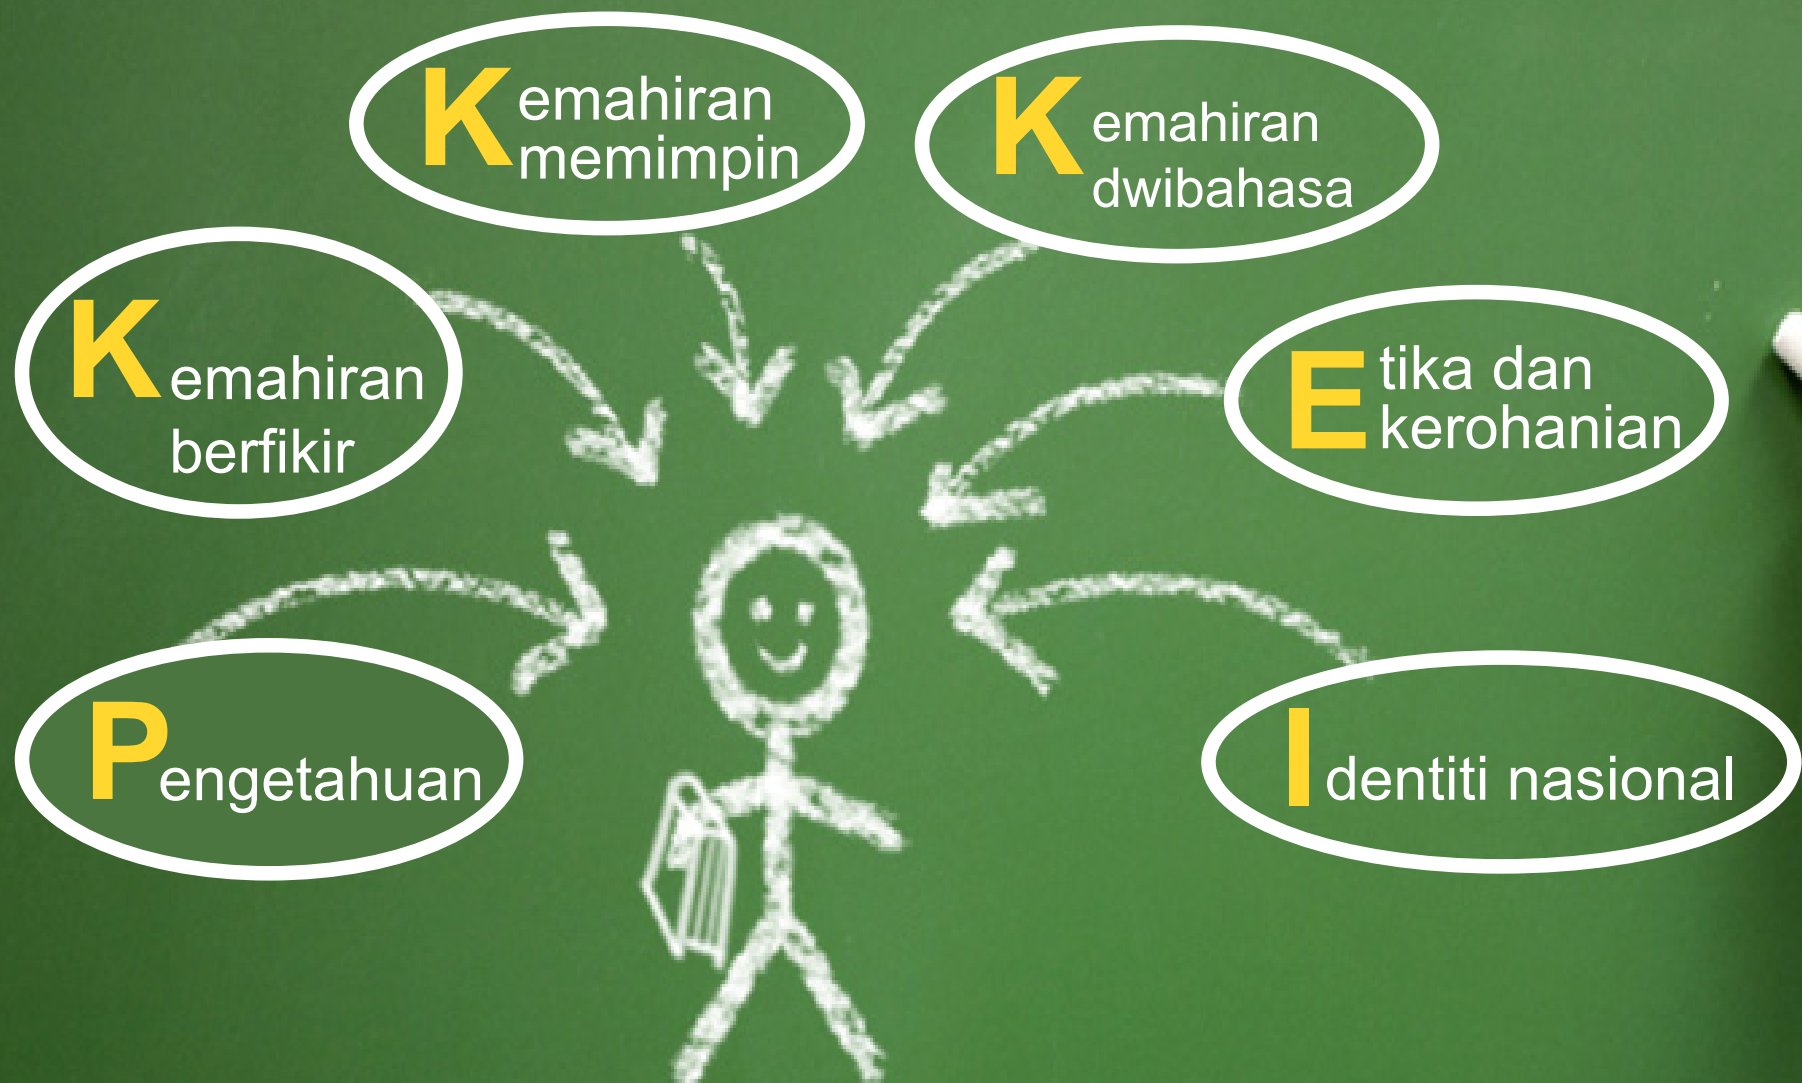 Kemahiran
memimpin
Kemahiran
dwibahasa
Kemahiran
berfikir
Etika dan
kerohanian
Pengetahuan
Identiti nasional